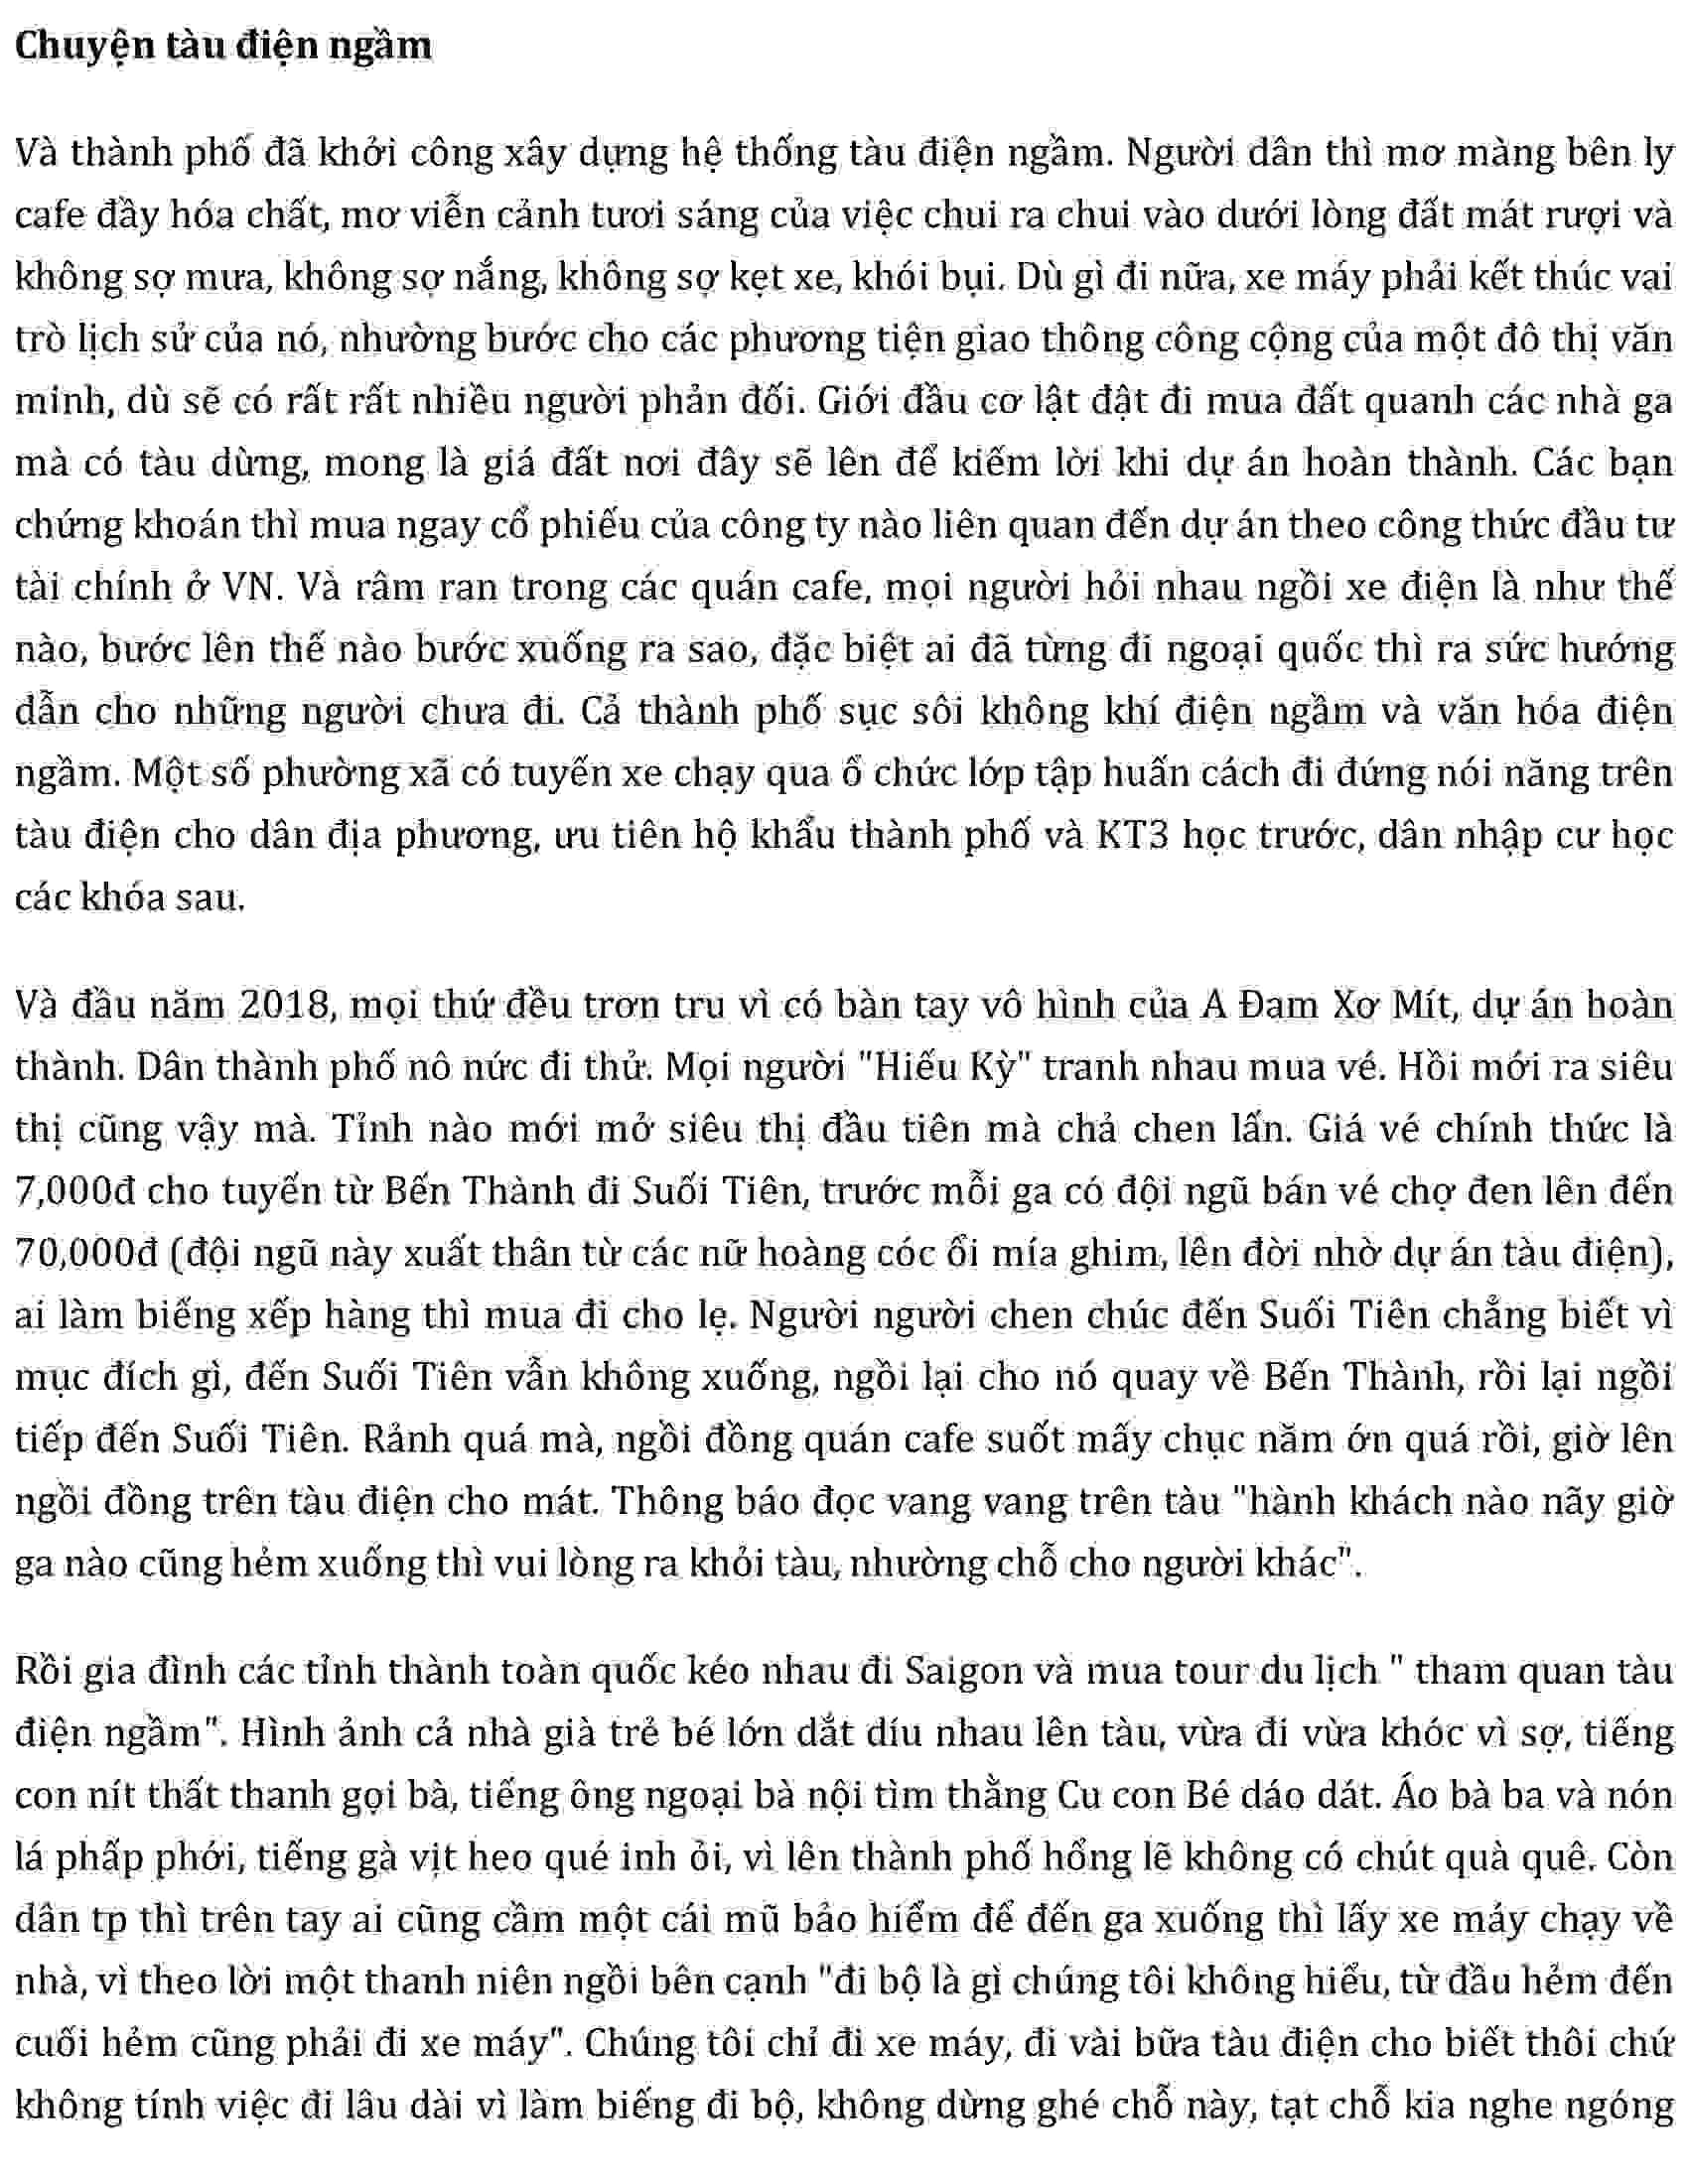 Chuyện tàu điện ngầm
Và thành phố đã khởi công xây dựng hệ thống tàu điện ngầm. Người dân thì mơ màng bên ly
cafe đầy hóa chất, mơ viễn cảnh tươi sáng của việc chui ra chui vào dưới lòng đất mát rượi và
không sợ mưa, không sợ nắng, không sợ kẹt xe, khói bụi. Dù gì đi nữa, xe máy phải kết thúc vai
trò lịch sử của nó, nhường bước cho các phương tiện giao thông công cộng của một đô thị văn
minh, dù sẽ có rất rất nhiều người phản đối. Giới đầu cơ lật đật đi mua đất quanh các nhà ga
mà có tàu dừng, mong là giá đất nơi đây sẽ lên để kiếm lời khi dự án hoàn thành. Các bạn
chứng khoán thì mua ngay cổ phiếu của công ty nào liên quan đến dự án theo công thức đầu tư
tài chính ở VN. Và râm ran trong các quán cafe, mọi người hỏi nhau ngồi xe điện là như thế
nào, bước lên thế nào bước xuống ra sao, đặc biệt ai đã từng đi ngoại quốc thì ra sức hướng
dẫn cho những người chưa đi. Cả thành phố sục sôi không khí điện ngầm và văn hóa điện
ngầm. Một số phường xã có tuyến xe chạy qua ổ chức lớp tập huấn cách đi đứng nói năng trên
tàu điện cho dân địa phương, ưu tiên hộ khẩu thành phố và KT3 học trước, dân nhập cư học
các khóa sau.
Và đầu năm 2018, mọi thứ đều trơn tru vì có bàn tay vô hình của A Đam Xơ Mít, dự án hoàn
thành. Dân thành phố nô nức đi thử. Mọi người "Hiếu Kỳ" tranh nhau mua vé. Hồi mới ra siêu
thị cũng vậy mà. Tỉnh nào mới mở siêu thị đầu tiên mà chả chen lấn. Giá vé chính thức là
7,000đ cho tuyến từ Bến Thành đi Suối Tiên, trước mỗi ga có đội ngũ bán vé chợ đen lên đến
70,000đ (đội ngũ này xuất thân từ các nữ hoàng cóc ổi mía ghim, lên đời nhờ dự án tàu điện),
ai làm biếng xếp hàng thì mua đi cho lẹ. Người người chen chúc đến Suối Tiên chẳng biết vì
mục đích gì, đến Suối Tiên vẫn không xuống, ngồi lại cho nó quay về Bến Thành, rồi lại ngồi
tiếp đến Suối Tiên. Rảnh quá mà, ngồi đồng quán cafe suốt mấy chục năm ớn quá rồi, giờ lên
ngồi đồng trên tàu điện cho mát. Thông báo đọc vang vang trên tàu "hành khách nào nãy giờ
ga nào cũng hẻm xuống thì vui lòng ra khỏi tàu, nhường chỗ cho người khác".
Rồi gia đình các tỉnh thành toàn quốc kéo nhau đi Saigon và mua tour du lịch " tham quan tàu
điện ngầm". Hình ảnh cả nhà già trẻ bé lớn dắt díu nhau lên tàu, vừa đi vừa khóc vì sợ, tiếng
con nít thất thanh gọi bà, tiếng ông ngoại bà nội tìm thằng Cu con Bé dáo dát. Áo bà ba và nón
lá phấp phới, tiếng gà vịt heo qué inh ỏi, vì lên thành phố hổng lẽ không có chút quà quê. Còn
dân tp thì trên tay ai cũng cầm một cái mũ bảo hiểm để đến ga xuống thì lấy xe máy chạy về
nhà, vì theo lời một thanh niên ngồi bên cạnh "đi bộ là gì chúng tôi không hiểu, từ đầu hẻm đến
cuối hẻm cũng phải đi xe máy". Chúng tôi chỉ đi xe máy, đi vài bữa tàu điện cho biết thôi chứ
không tính việc đi lâu dài vì làm biếng đi bộ, không dừng ghé chỗ này, tạt chỗ kia nghe ngóng